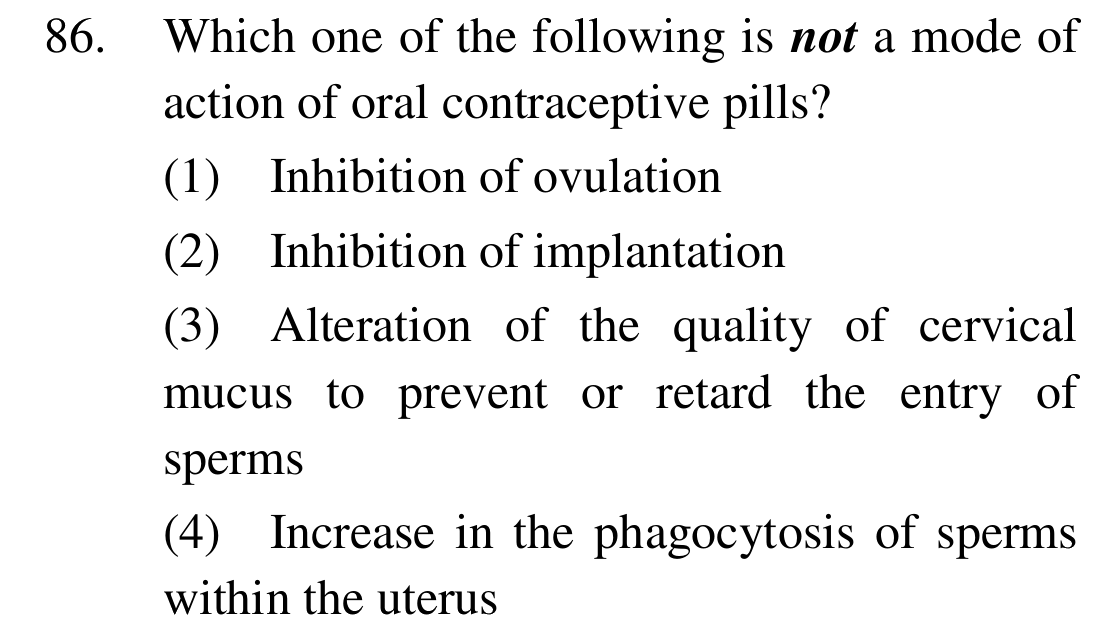 86. Which one of the following is not a mode of
action of oral contraceptive pills?
(1) Inhibition of ovulation
(2) Inhibition of implantation
(3) Alteration of the quality of cervical
mucus to prevent or retard the entry of
sperms
(4) Increase in the phagocytosis of sperms
within the uterus